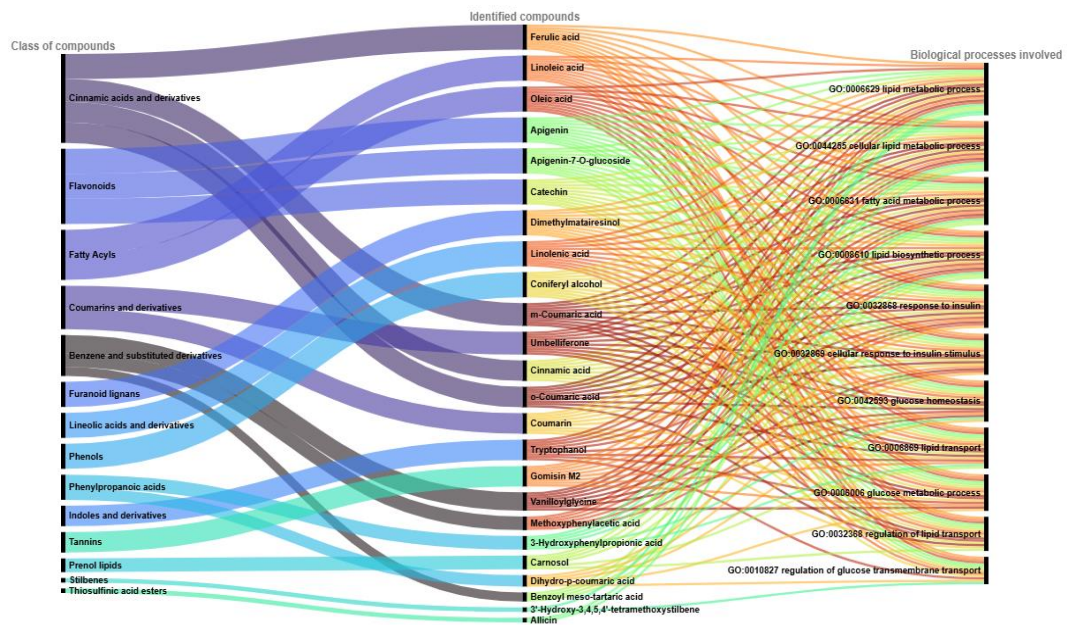 Class of compounds
Identified compounds
Biological processes involved
Cinnamic acids and derivatives
Flavonoids
Fatty Acyls
Coumarins and derivatives
Benzene and substituted derivatives
Furanoid lignans
Lineolic acids and derivatives
Phenols
Phenylpropanoic acids
Indoles and derivatives
Tannins
Prenol lipids
Stilbenes
Thiosulfinic acid esters
Ferulic acid
Linoleic acid
Oleic acid
Apigenin
Apigenin-7-O-glucoside
Catechin
Dimethylmatairesinol
Linolenic acid
Coniferyl alcohol
m-Coumaric acid
Umbelliferone
Cinnamic acid
o-Coumaric acid
Coumarin
Tryptophanol
Gomisin M2
Vanilloylglycine
Methoxyphenylacetic acid
3-Hydroxyphenylpropionic acid
Carnosol
Dihydro-p-coumaric acid
Benzoyl meso-tartaric acid
3'-Hydroxy-3,4,5,4'-tetramethoxystilbene
Allicin
GO:0006629 lipid metabolic process
GO:0044255 cellular lipid metabolic process
GO:0006631 fatty acid metabolic process
GO:0008610 lipid biosynthetic process
GO:0032868 response to insulin
GO:0032869 cellular response to insulin stimulus
GO:0042593 glucose homeostasis
GO:0006869 lipid transport
GO:0006006 glucose metabolic process
GO:0032368 regulation of lipid transport
GO:0010827 regulation of glucose transmembrane transport